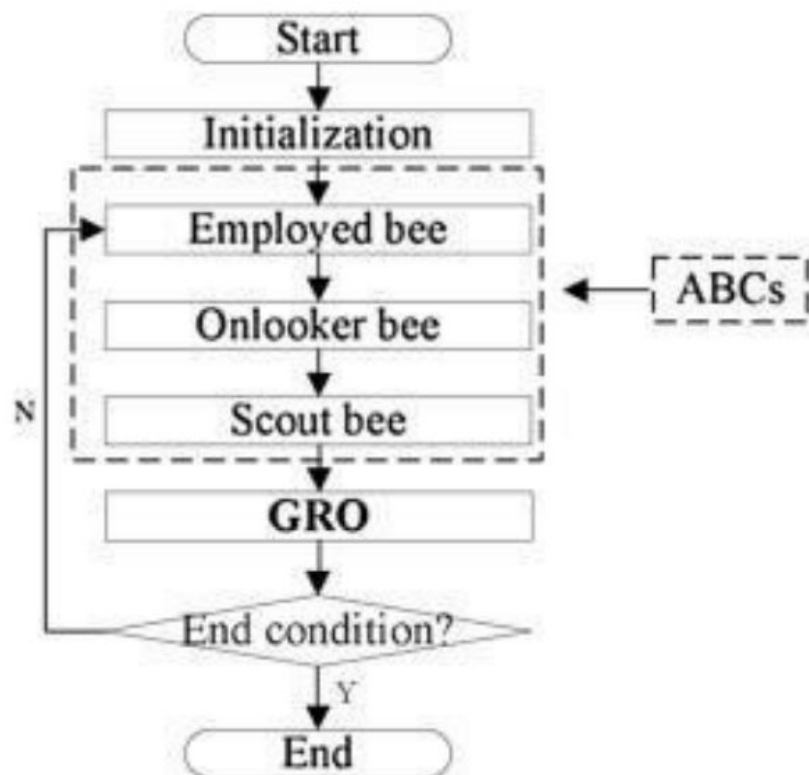 Start
Initialization
Employed bee
ABCs
Onlooker bee
Scout bee
N
GRO
End condition?
Y
End